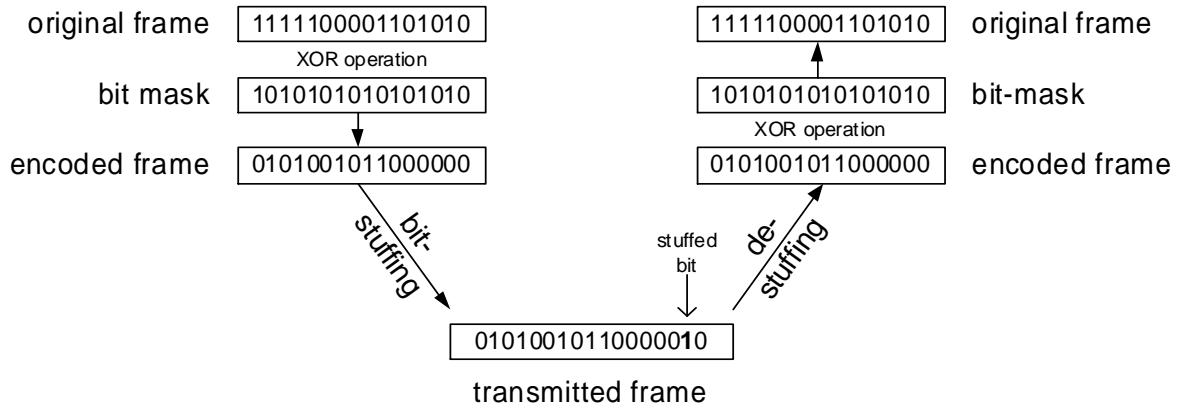 original frame 1111100001101010
XOR operation
bit mask 1010101010101010
encoded frame 0101001011000000
bit-
stuffing
1111100001101010 original frame
1010101010101010 bit-mask
XOR operation
0101001011000000 encoded frame
de-
stuffing
stuffed
bit
01010010110000010
transmitted frame